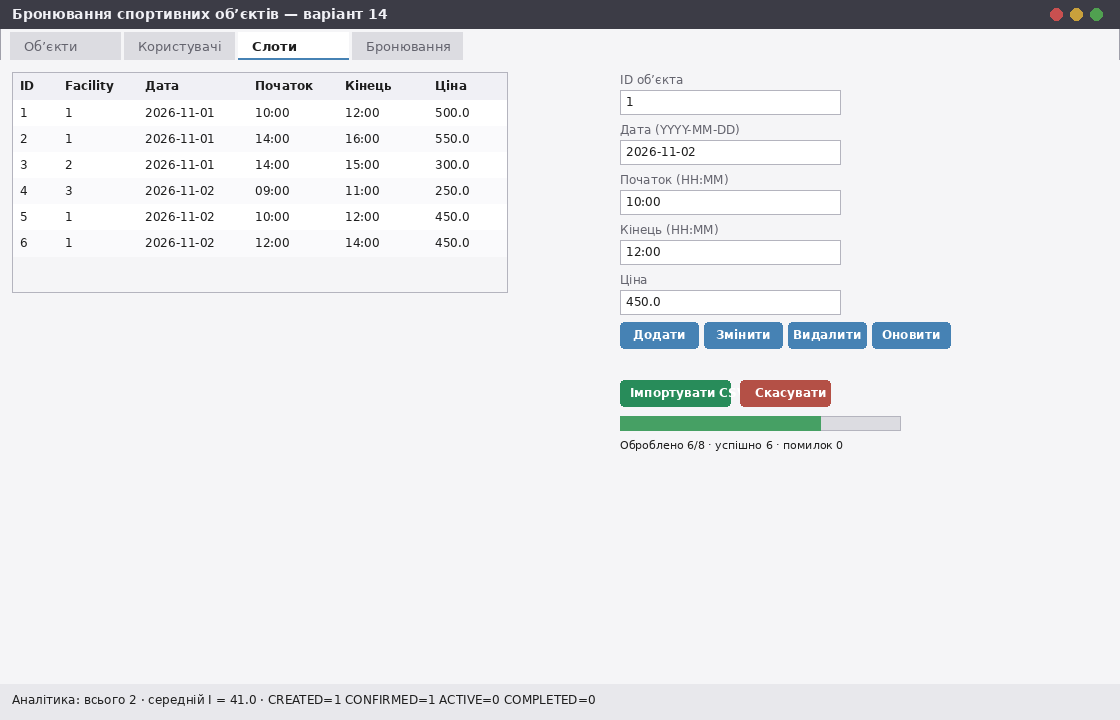 Бронювання спортивних об’єктів — варіант 14
Об’єкти Користувачі Слоти Бронювання
ID Facility Дата Початок Кінець Ціна
1 1 2026-11-01 10:00 12:00 500.0
2 1 2026-11-01 14:00 16:00 550.0
3 2 2026-11-01 14:00 15:00 300.0
4 3 2026-11-02 09:00 11:00 250.0
5 1 2026-11-02 10:00 12:00 450.0
6 1 2026-11-02 12:00 14:00 450.0
ID об’єкта
1
Дата (YYYY-MM-DD)
2026-11-02
Початок (HH:MM)
10:00
Кінець (HH:MM)
12:00
Ціна
450.0
Додати Змінити Видалити Оновити
Імпортувати Скасувати
Оброблено 6/8 · успішно 6 · помилок 0
Аналітика: всього 2 · середній I = 41.0 · CREATED=1 CONFIRMED=1 ACTIVE=0 COMPLETED=0